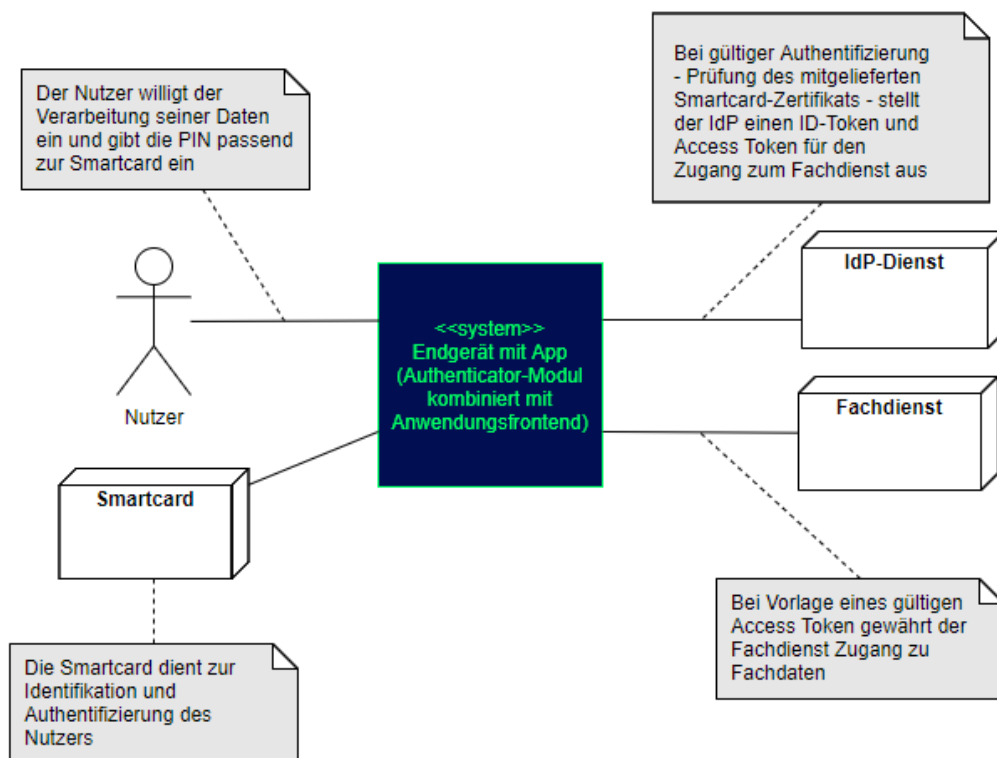 Der Nutzer willigt der
Verarbeitung seiner Daten
ein und gibt die PIN passend
zur Smartcard ein
Bei gültiger Authentifizierung
- Prüfung des mitgelieferten
Smartcard-Zertifikats - stellt
der IdP einen ID-Token und
Access Token für den
Zugang zum Fachdienst aus
Nutzer
<<system>>
Endgerät mit App
(Authenticator-Modul
kombiniert mit
Anwendungsfrontend)
IdP-Dienst
Fachdienst
Smartcard
Die Smartcard dient zur
Identifikation und
Authentifizierung des
Nutzers
Bei Vorlage eines gültigen
Access Token gewährt der
Fachdienst Zugang zu
Fachdaten